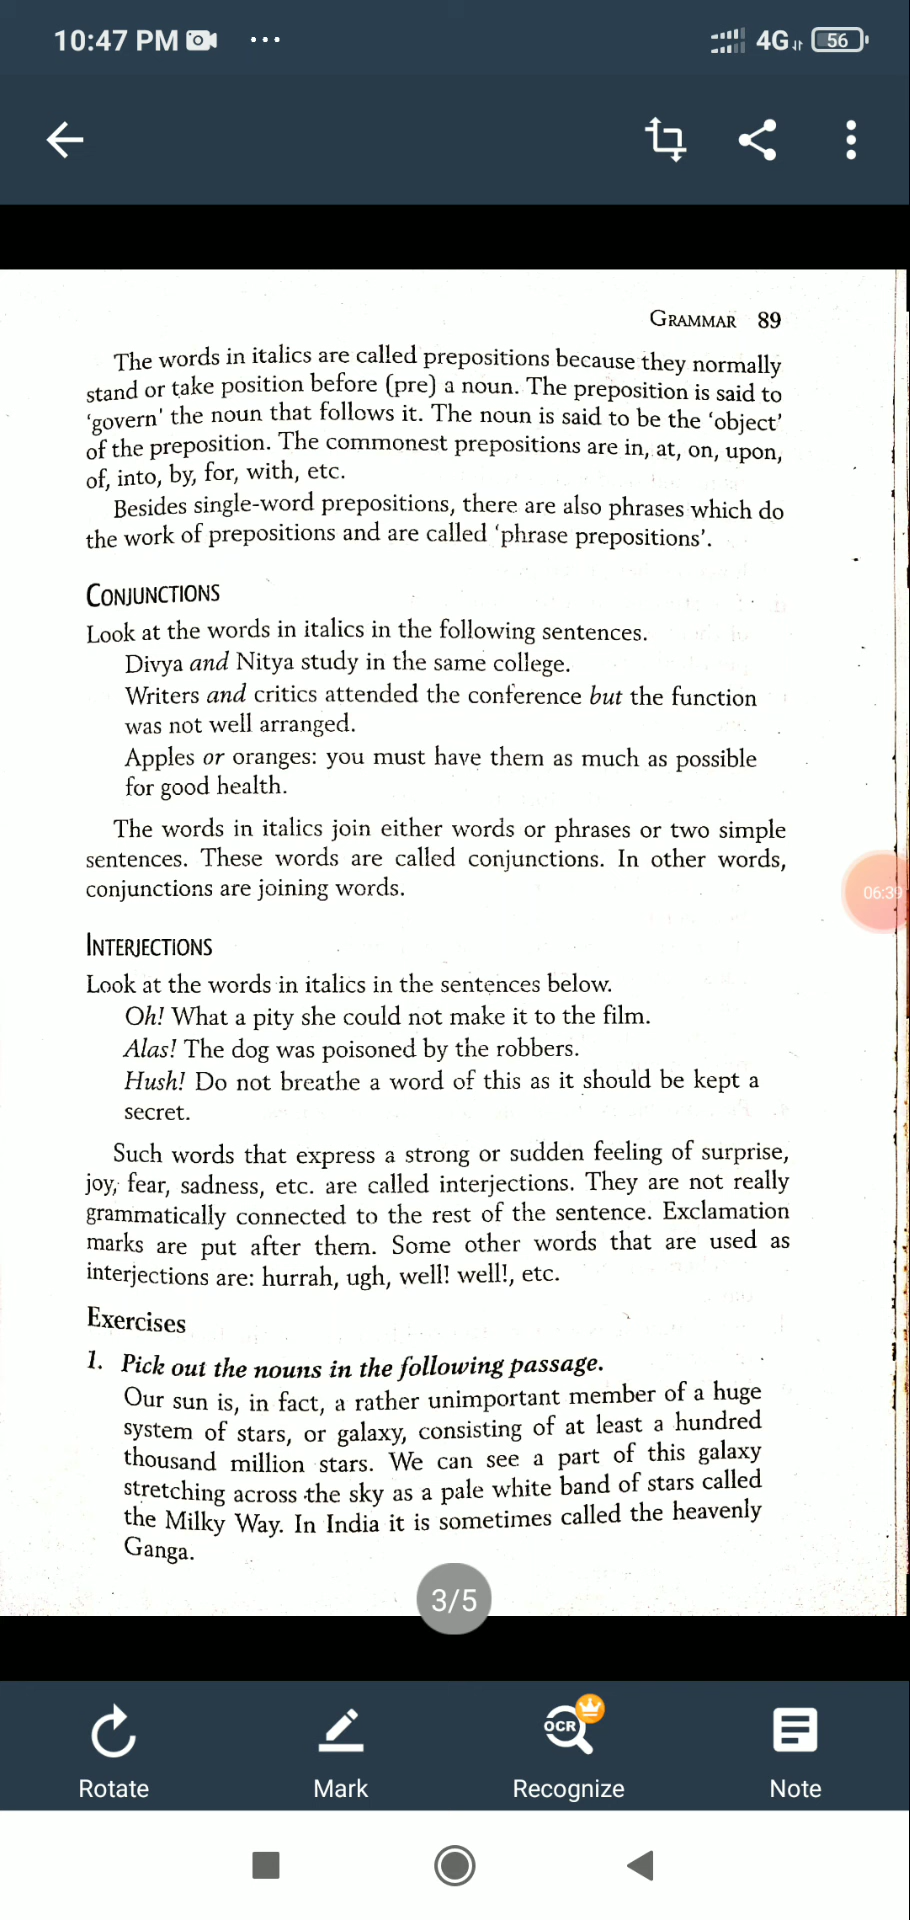 10:47 PM
4G 56
GRAMMAR 89
The words in italics are called prepositions because they normally
stand or take position before (pre) a noun. The preposition is said to
‘govern' the noun that follows it. The noun is said to be the ‘object’
of the preposition. The commonest prepositions are in, at, on, upon,
of, into, by, for, with, etc.
Besides single-word prepositions, there are also phrases which do
the work of prepositions and are called ‘phrase prepositions’.
CONJUNCTIONS
Look at the words in italics in the following sentences.
Divya and Nitya study in the same college.
Writers and critics attended the conference but the function
was not well arranged.
Apples or oranges: you must have them as much as possible
for good health.
The words in italics join either words or phrases or two simple
sentences. These words are called conjunctions. In other words,
conjunctions are joining words.
06:39
INTERJECTIONS
Look at the words in italics in the sentences below.
Oh! What a pity she could not make it to the film.
Alas! The dog was poisoned by the robbers.
Hush! Do not breathe a word of this as it should be kept a
secret.
Such words that express a strong or sudden feeling of surprise,
joy, fear, sadness, etc. are called interjections. They are not really
grammatically connected to the rest of the sentence. Exclamation
marks are put after them. Some other words that are used as
interjections are: hurrah, ugh, well! well!, etc.
Exercises
1. Pick out the nouns in the following passage.
Our sun is, in fact, a rather unimportant member of a huge
system of stars, or galaxy, consisting of at least a hundred
thousand million stars. We can see a part of this galaxy
stretching across the sky as a pale white band of stars called
the Milky Way. In India it is sometimes called the heavenly
Ganga.
3/5
OCR
Rotate Mark Recognize Note